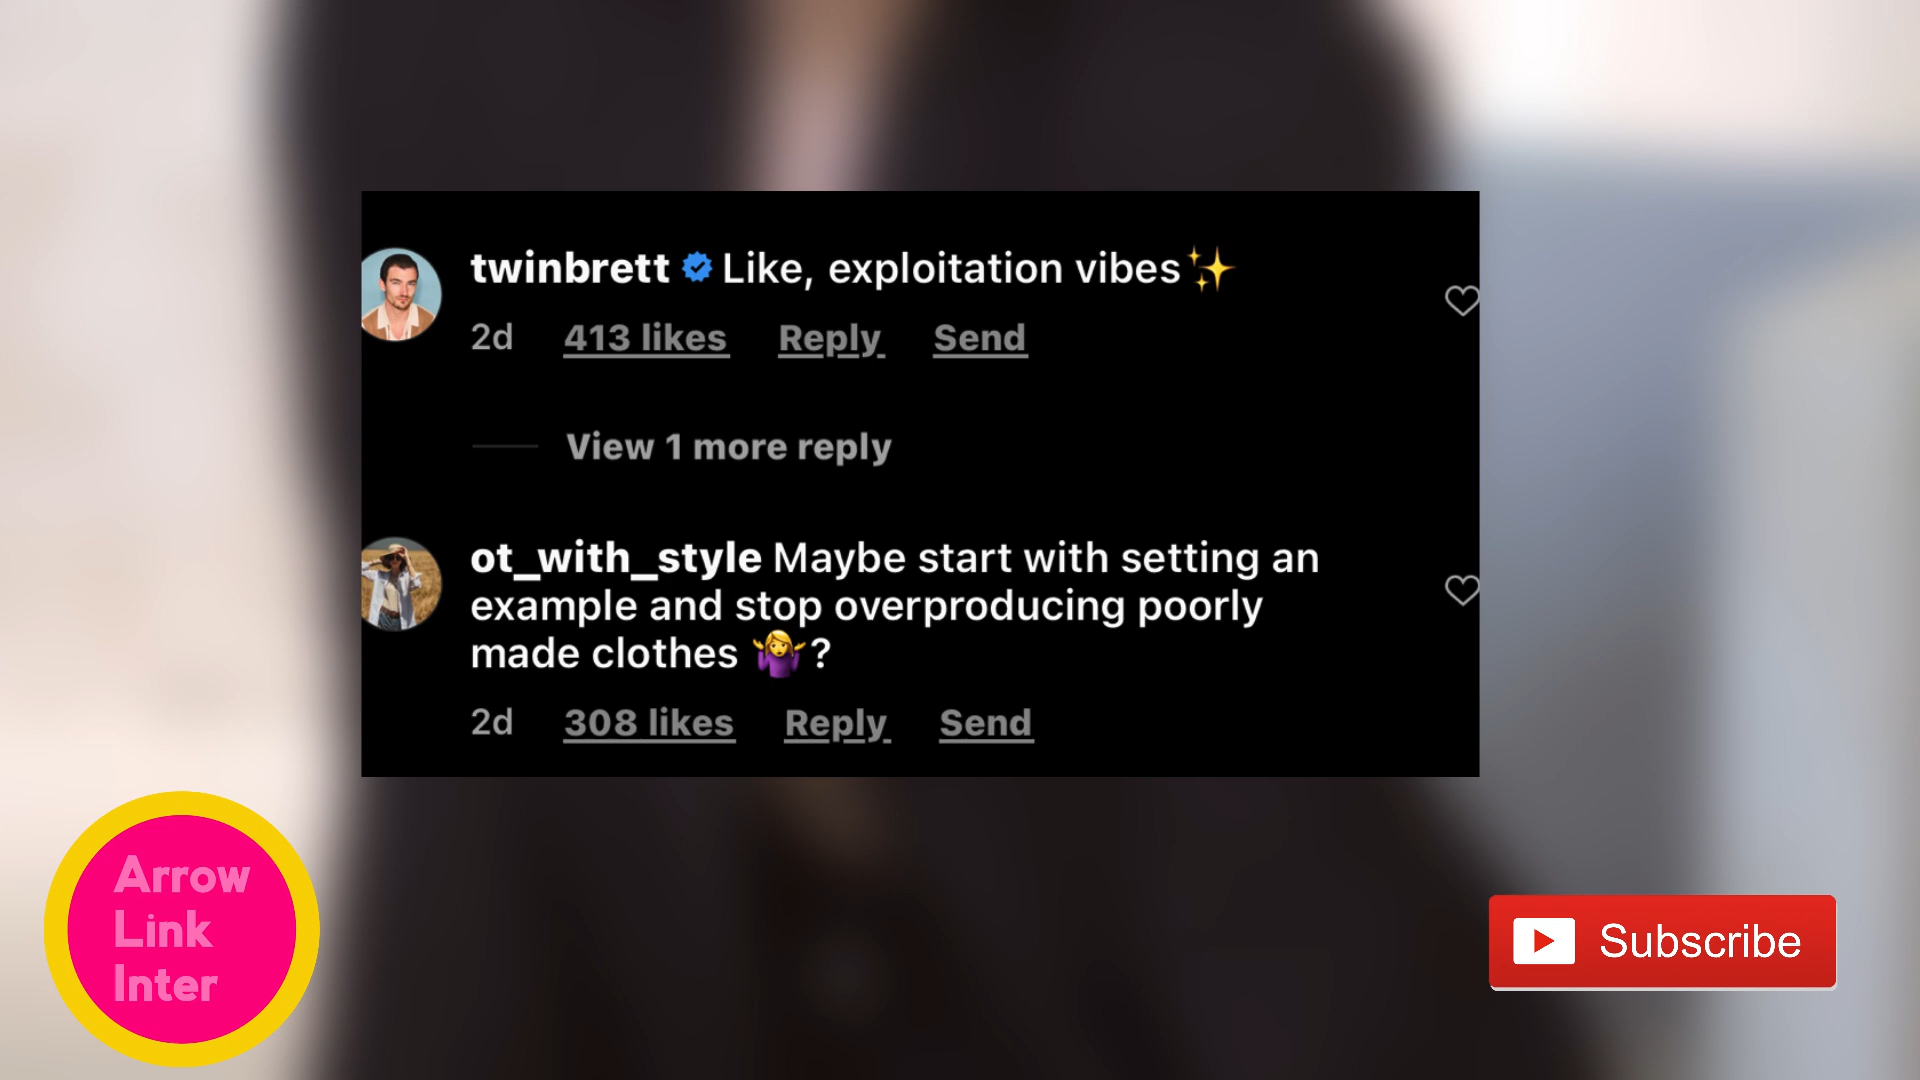 twinbrett Like, exploitation vibes✨
2d 413 likes Reply Send
View 1 more reply
ot_with_style Maybe start with setting an
example and stop overproducing poorly
made clothes 🤷‍♀️?
2d 308 likes Reply Send
Arrow
Link
Inter
Subscribe